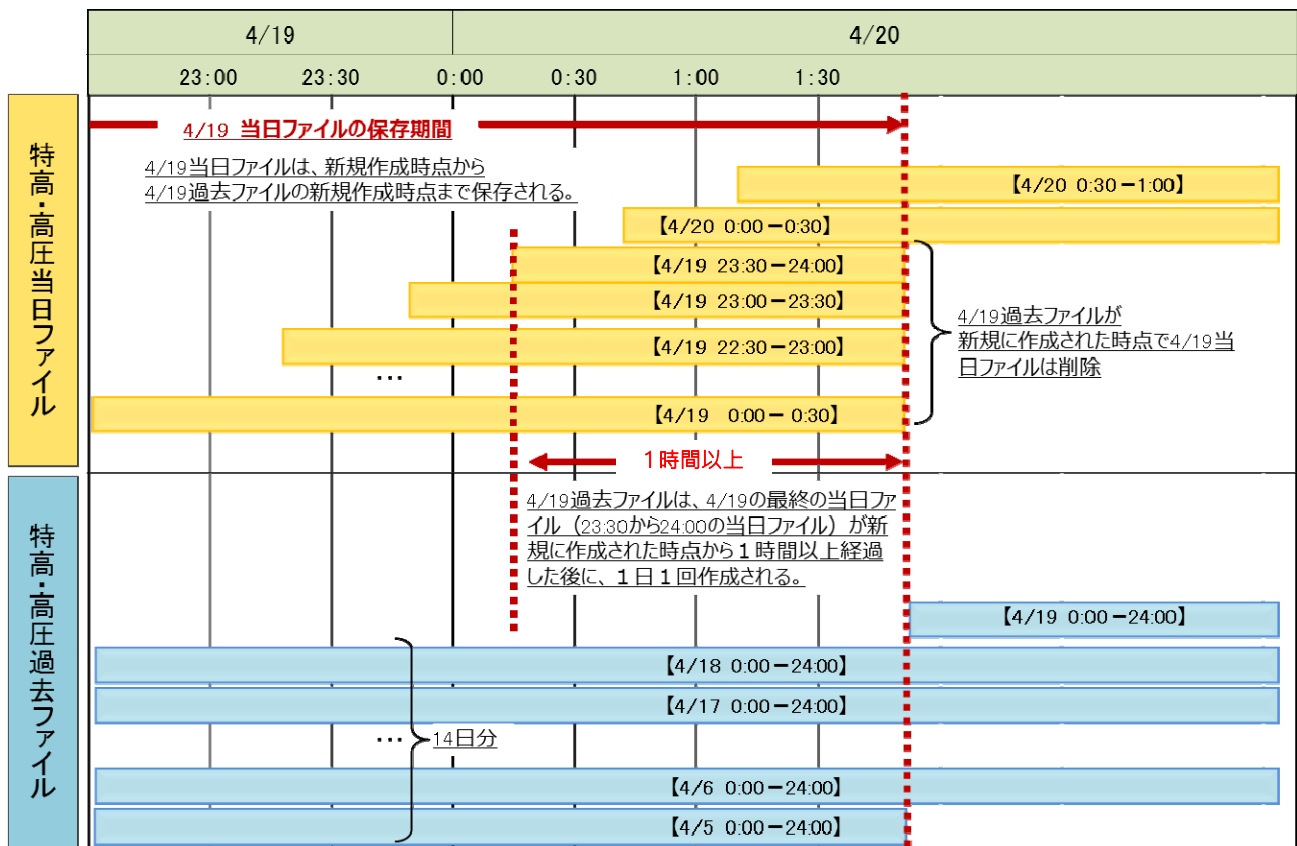 4/19
4/20
23:00
23:30
0:00
0:30
1:00
1:30
特高・高圧当日ファイル
4/19 当日ファイルの保存期間
4/19当日ファイルは、新規作成時点から
4/19過去ファイルの新規作成時点まで保存される。
【4/20 0:30－1:00】
【4/20 0:00－0:30】
【4/19 23:30－24:00】
【4/19 23:00－23:30】
【4/19 22:30－23:00】
…
【4/19 0:00－0:30】
4/19過去ファイルが
新規に作成された時点で4/19当
日ファイルは削除
１時間以上
特高・高圧過去ファイル
4/19過去ファイルは、4/19の最終の当日ファ
イル（23:30から24:00の当日ファイル）が新
規に作成された時点から１時間以上経過
した後に、１日１回作成される。
【4/19 0:00－24:00】
【4/18 0:00－24:00】
【4/17 0:00－24:00】
…
14日分
【4/6 0:00－24:00】
【4/5 0:00－24:00】